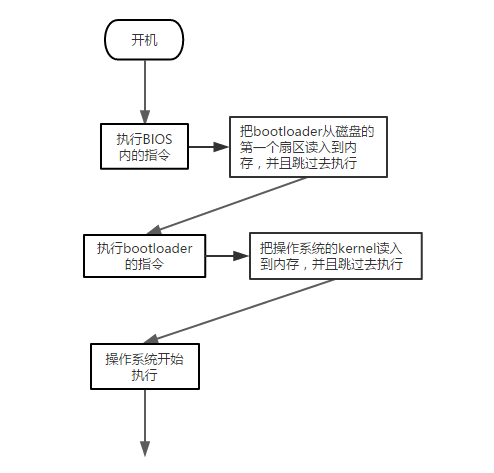 开机
执行BIOS
内的指令
把bootloader从磁盘的
第一个扇区读入到内
存，并且跳过去执行
执行bootloader
的指令
把操作系统的kernel读入
到内存，并且跳过去执行
操作系统开始
执行